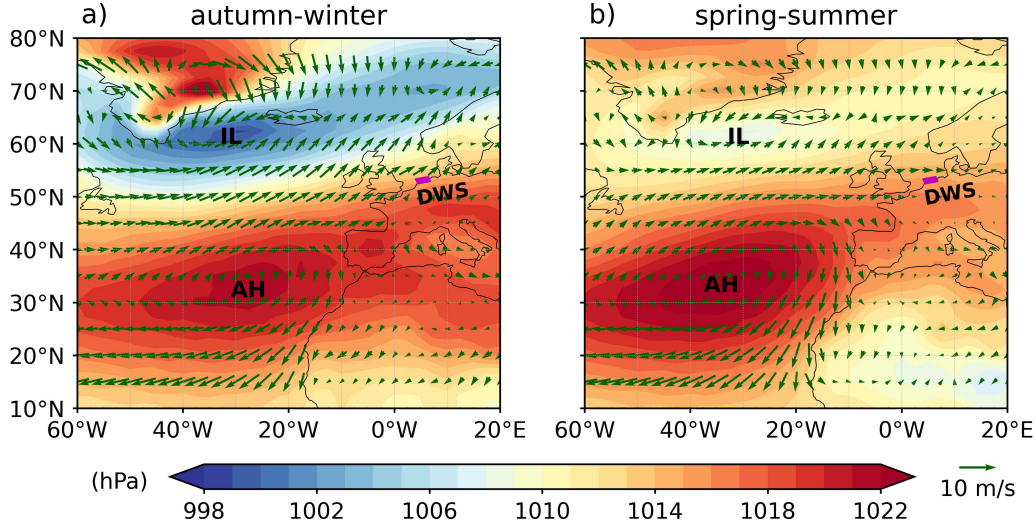 a) autumn-winter
b) spring-summer
80°N
70°N
60°N
50°N
40°N
30°N
20°N
10°N
IL
DWS
AH
IL
DWS
AH
60°W 40°W 20°W 0°W 20°E
60°W 40°W 20°W 0°W 20°E
(hPa)
998 1002 1006 1010 1014 1018 1022
10 m/s